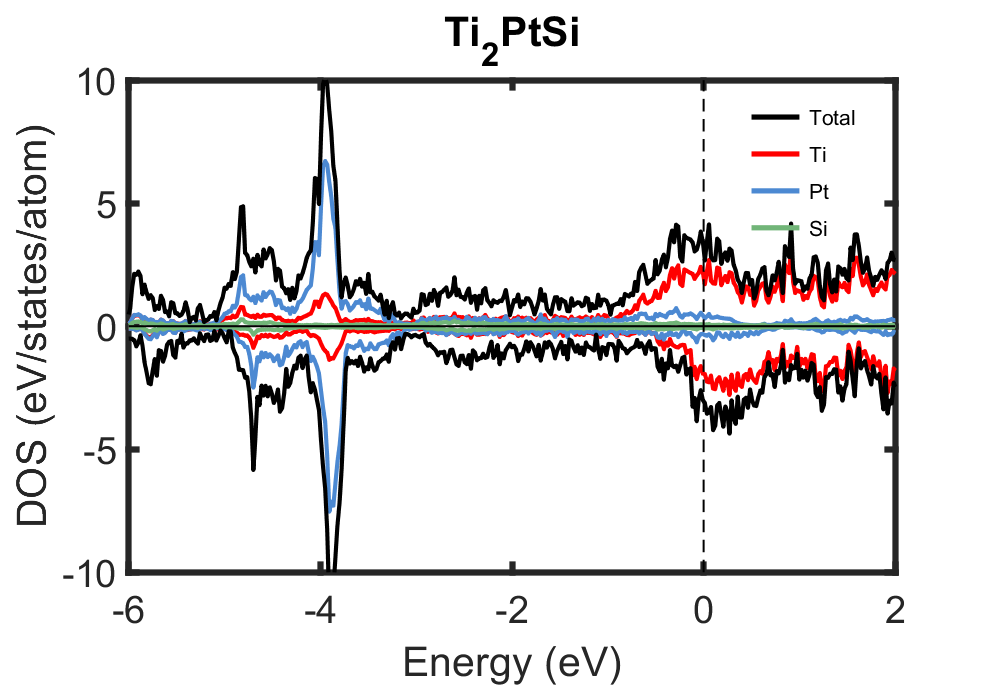 Ti2PtSi
10
5
0
-5
-10
DOS (eV/states/atom)
Total
Ti
Pt
Si
-6
-4
-2
0
2
Energy (eV)